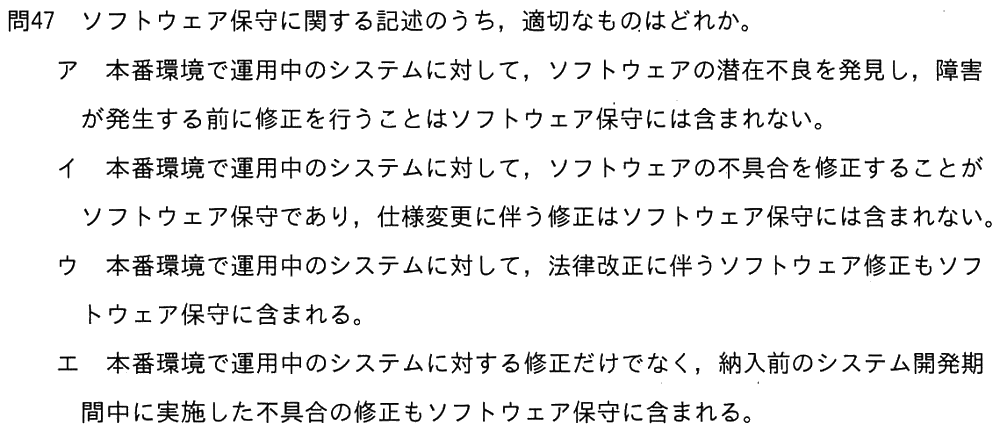 問47 ソフトウェア保守に関する記述のうち，適切なものはどれか。
ア 本番環境で運用中のシステムに対して，ソフトウェアの潜在不良を発見し，障害
が発生する前に修正を行うことはソフトウェア保守には含まれない。
イ 本番環境で運用中のシステムに対して，ソフトウェアの不具合を修正することが
ソフトウェア保守であり，仕様変更に伴う修正はソフトウェア保守には含まれない。
ウ 本番環境で運用中のシステムに対して，法律改正に伴うソフトウェア修正もソフ
トウェア保守に含まれる。
エ 本番環境で運用中のシステムに対する修正だけでなく，納入前のシステム開発期
間中に実施した不具合の修正もソフトウェア保守に含まれる。